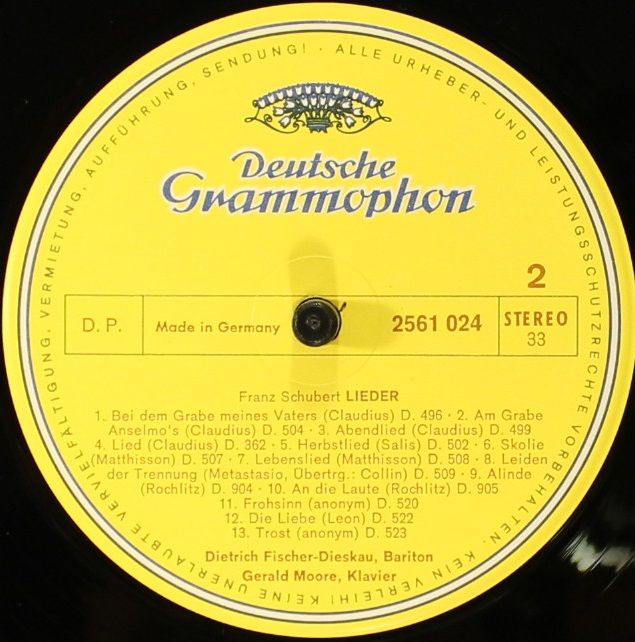 ALLE URHEBER- UND LEISTUNGSSCHUTZRECHTE VORBEHALTEN. KEIN VERLEIH! KEINE UNERLAUBTE VERVIELFÄLTIGUNG, VERMIETUNG, AUFFÜHRUNG, SENDUNG! ·
Deutsche
Grammophon
2
D. P.
Made in Germany
2561 024
STEREO
33
Franz Schubert LIEDER
1. Bei dem Grabe meines Vaters (Claudius) D. 496 · 2. Am Grabe
Anselmo's (Claudius) D. 504 · 3. Abendlied (Claudius) D. 499
4. Lied (Claudius) D. 362 · 5. Herbstlied (Salis) D. 502 · 6. Skolie
(Matthisson) D. 507 · 7. Lebenslied (Matthisson) D. 508 · 8. Leiden
der Trennung (Metastasio, Übertrg.: Collin) D. 509 · 9. Alinde
(Rochlitz) D. 904 · 10. An die Laute (Rochlitz) D. 905
11. Frohsinn (anonym) D. 520
12. Die Liebe (Leon) D. 522
13. Trost (anonym) D. 523
Dietrich Fischer-Dieskau, Bariton
Gerald Moore, Klavier